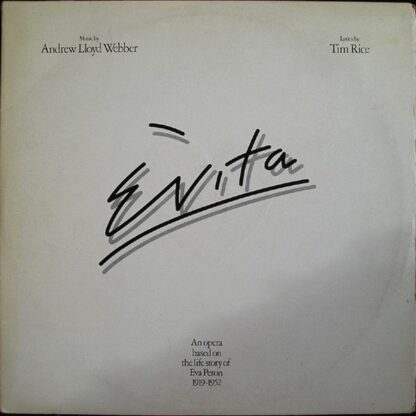 Music by
Andrew Lloyd Webber
Lyrics by
Tim Rice
Evita
An opera
based on
the life story of
Eva Peron
1919-1952